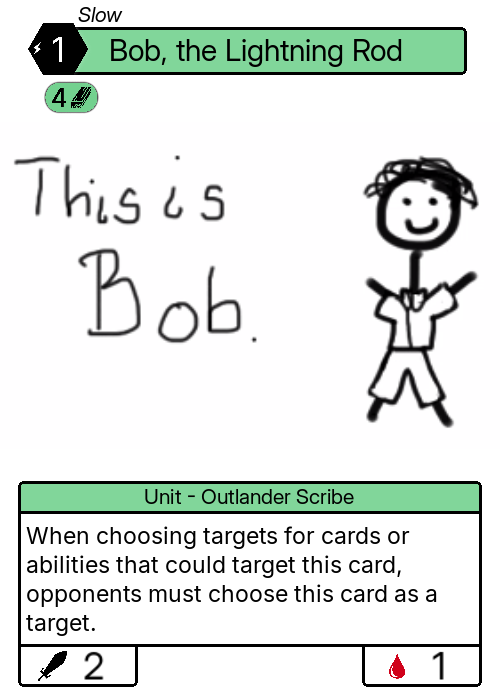 Slow
1 Bob, the Lightning Rod
4
This is
Bob.
Unit - Outlander Scribe
When choosing targets for cards or
abilities that could target this card,
opponents must choose this card as a
target.
2 1